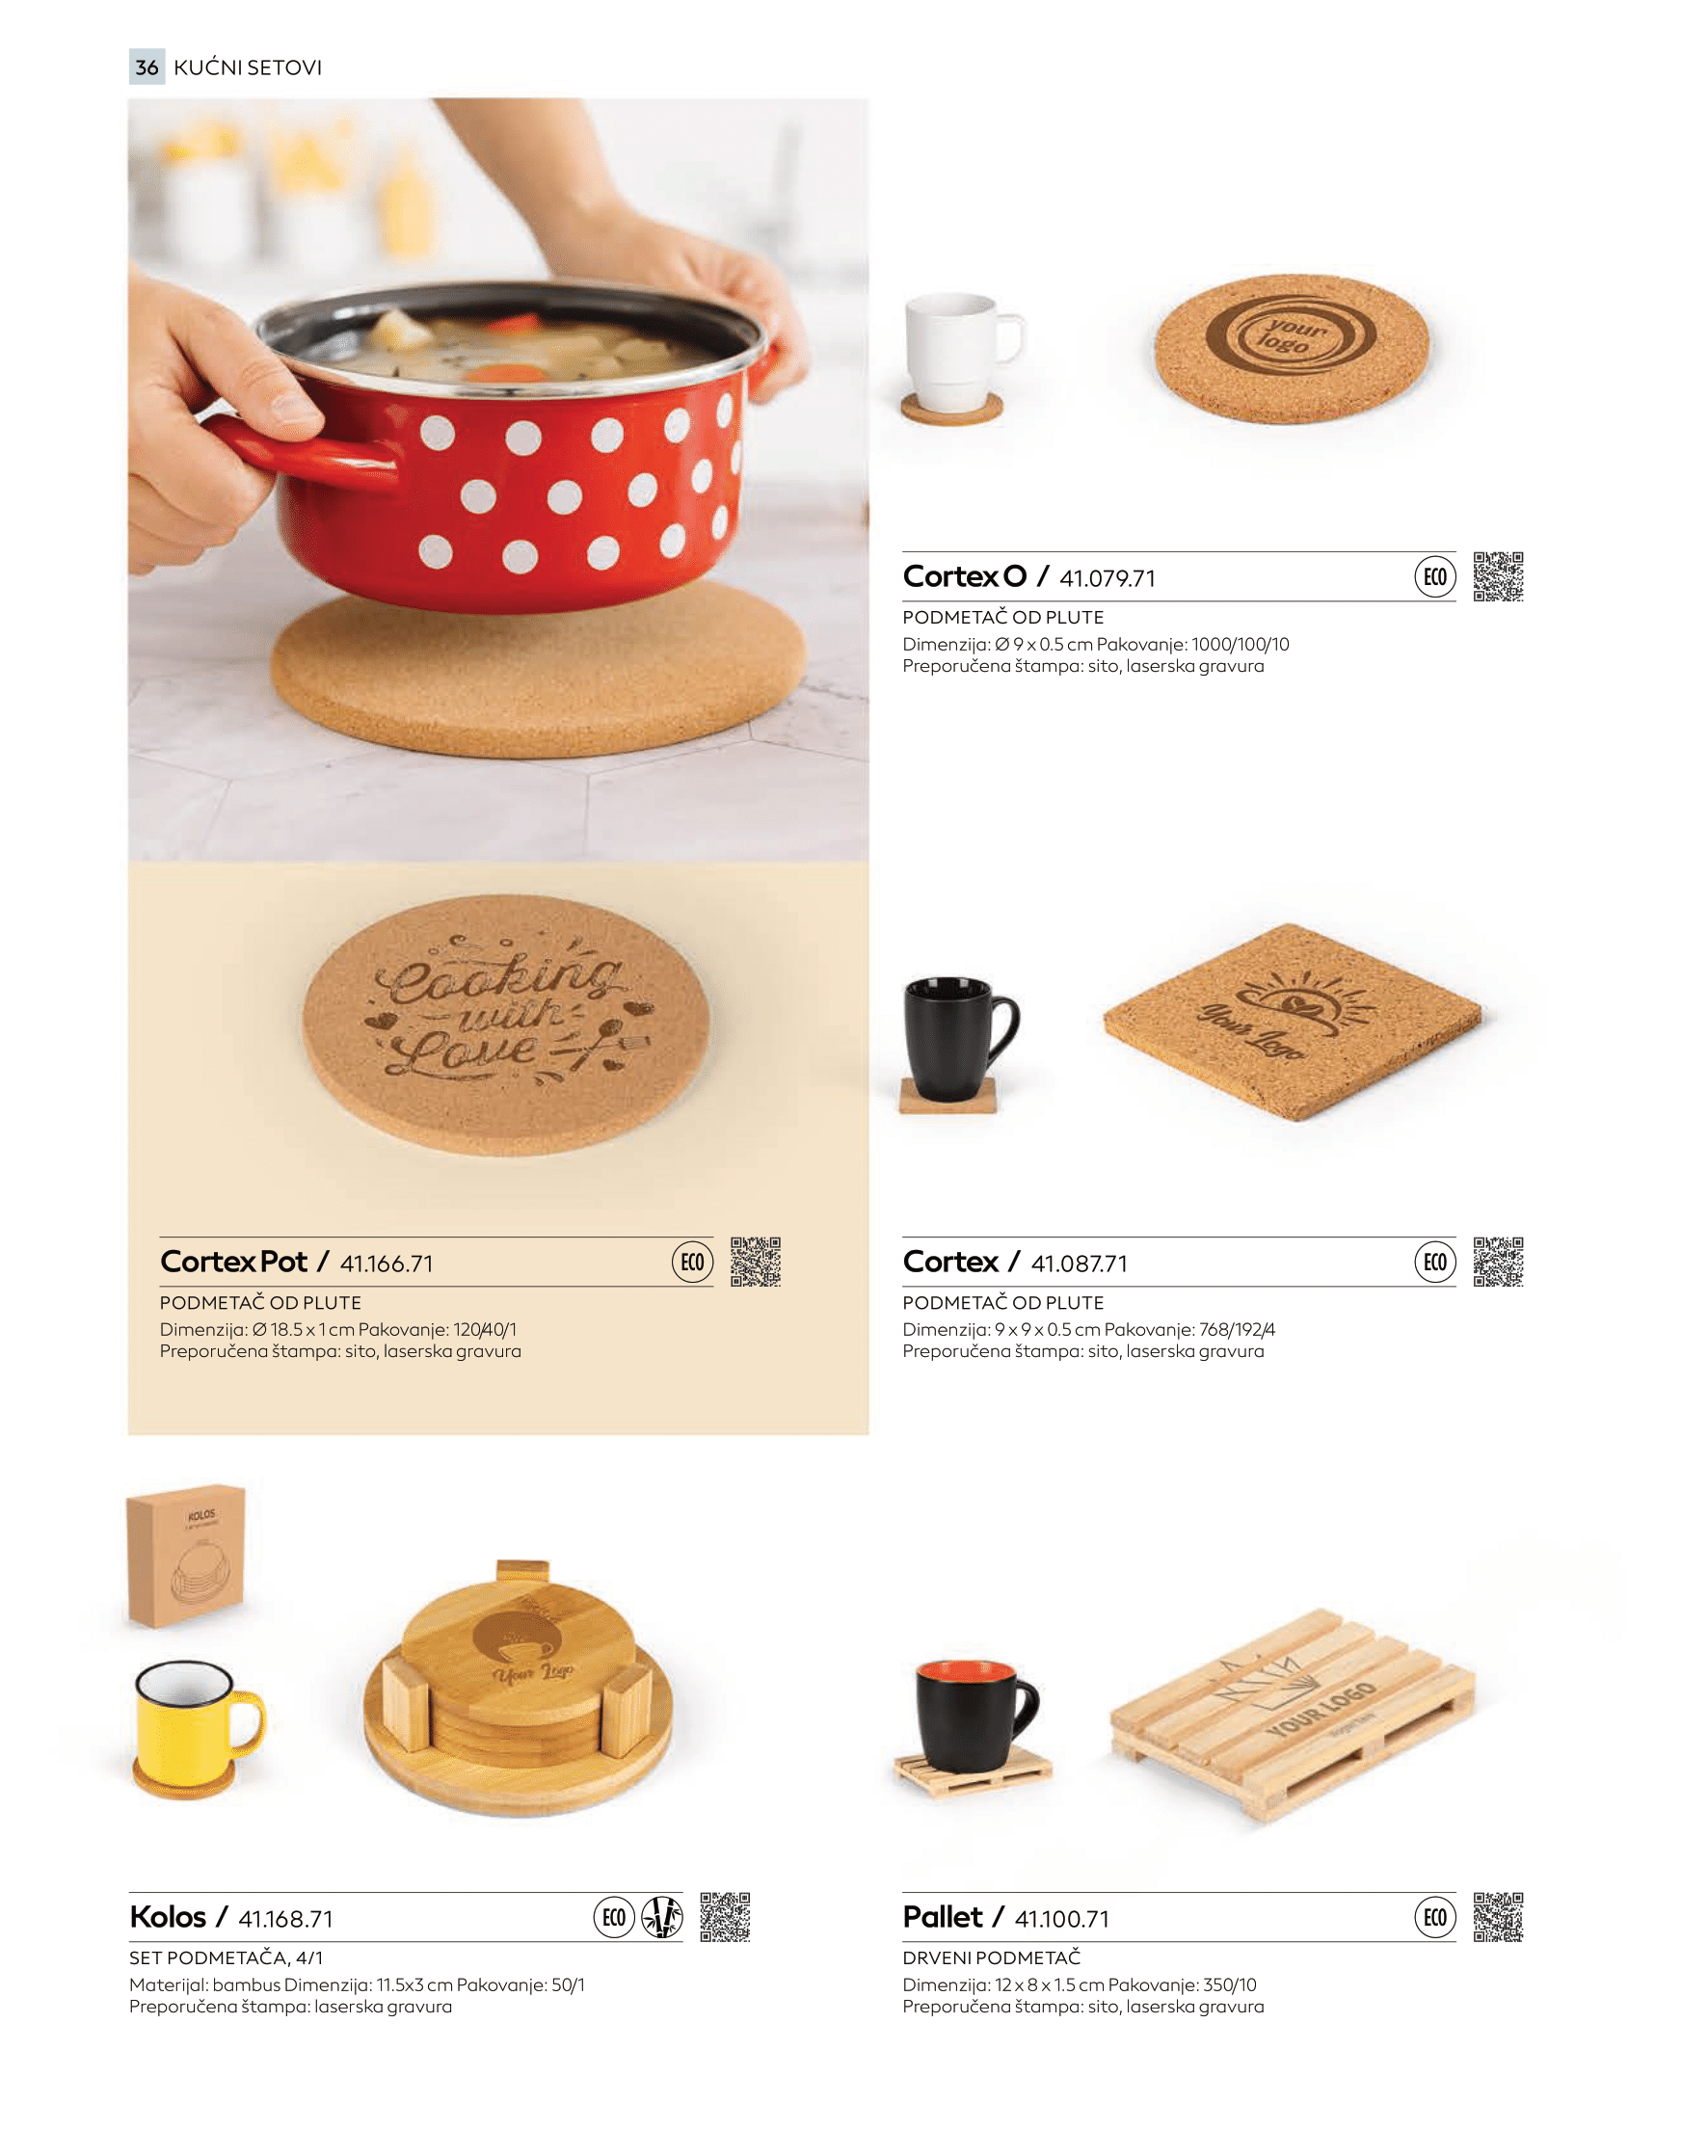 36 KUĆNI SETOVI
your
logo
Cortex O / 41.079.71
ECO
PODMETAČ OD PLUTE
Dimenzija: Ø 9 x 0.5 cm Pakovanje: 1000/100/10
Preporučena štampa: sito, laserska gravura
Cooking
with
Love
Your Logo
Cortex Pot / 41.166.71
ECO
PODMETAČ OD PLUTE
Dimenzija: Ø 18.5 x 1 cm Pakovanje: 120/40/1
Preporučena štampa: sito, laserska gravura
Cortex / 41.087.71
ECO
PODMETAČ OD PLUTE
Dimenzija: 9 x 9 x 0.5 cm Pakovanje: 768/192/4
Preporučena štampa: sito, laserska gravura
KOLOS
Your Logo
YOUR LOGO
Kolos / 41.168.71
ECO
SET PODMETAČA, 4/1
Materijal: bambus Dimenzija: 11.5x3 cm Pakovanje: 50/1
Preporučena štampa: laserska gravura
Pallet / 41.100.71
ECO
DRVENI PODMETAČ
Dimenzija: 12 x 8 x 1.5 cm Pakovanje: 350/10
Preporučena štampa: sito, laserska gravura